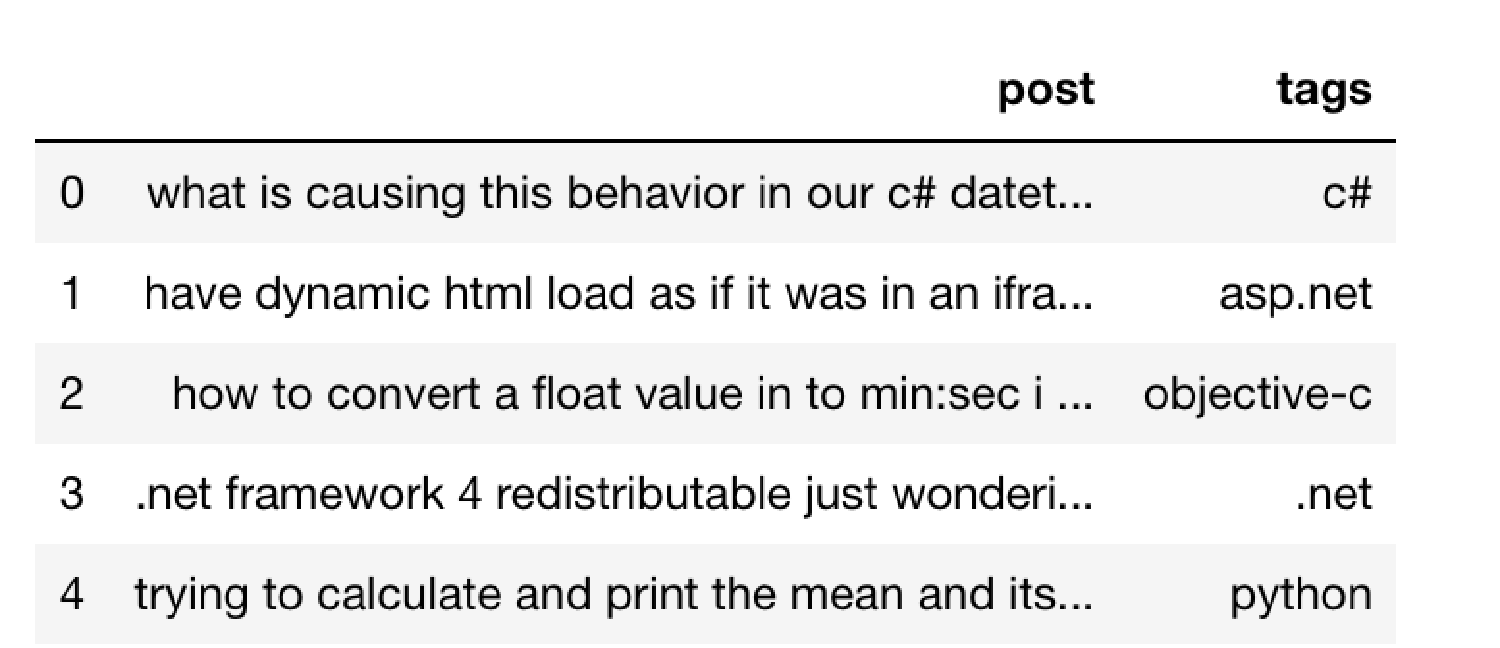 post tags
0 what is causing this behavior in our c# datet... c#
1 have dynamic html load as if it was in an ifra... asp.net
2 how to convert a float value in to min:sec i ... objective-c
3 .net framework 4 redistributable just wonderi... .net
4 trying to calculate and print the mean and its... python